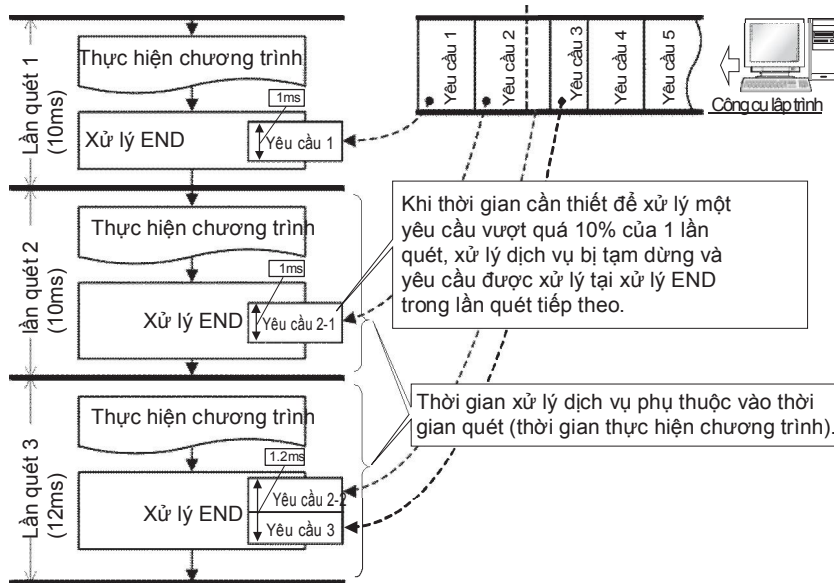 Lần quét 1
(10ms)
Thực hiện chương trình
1ms
Xử lý END
Yêu cầu 1
Yêu cầu 1
Yêu cầu 2
Yêu cầu 3
Yêu cầu 4
Yêu cầu 5
Công cu lâp trình
lần quét 2
(10ms)
Thực hiện chương trình
1ms
Xử lý END
Yêu cầu 2-1
Khi thời gian cần thiết để xử lý một
yêu cầu vượt quá 10% của 1 lần
quét, xử lý dịch vụ bị tạm dừng và
yêu cầu được xử lý tại xử lý END
trong lần quét tiếp theo.
Lần quét 3
(12ms)
Thực hiện chương trình
1.2ms
Xử lý END
Yêu cầu 2-2
Yêu cầu 3
Thời gian xử lý dịch vụ phụ thuộc vào thời
gian quét (thời gian thực hiện chương trình).